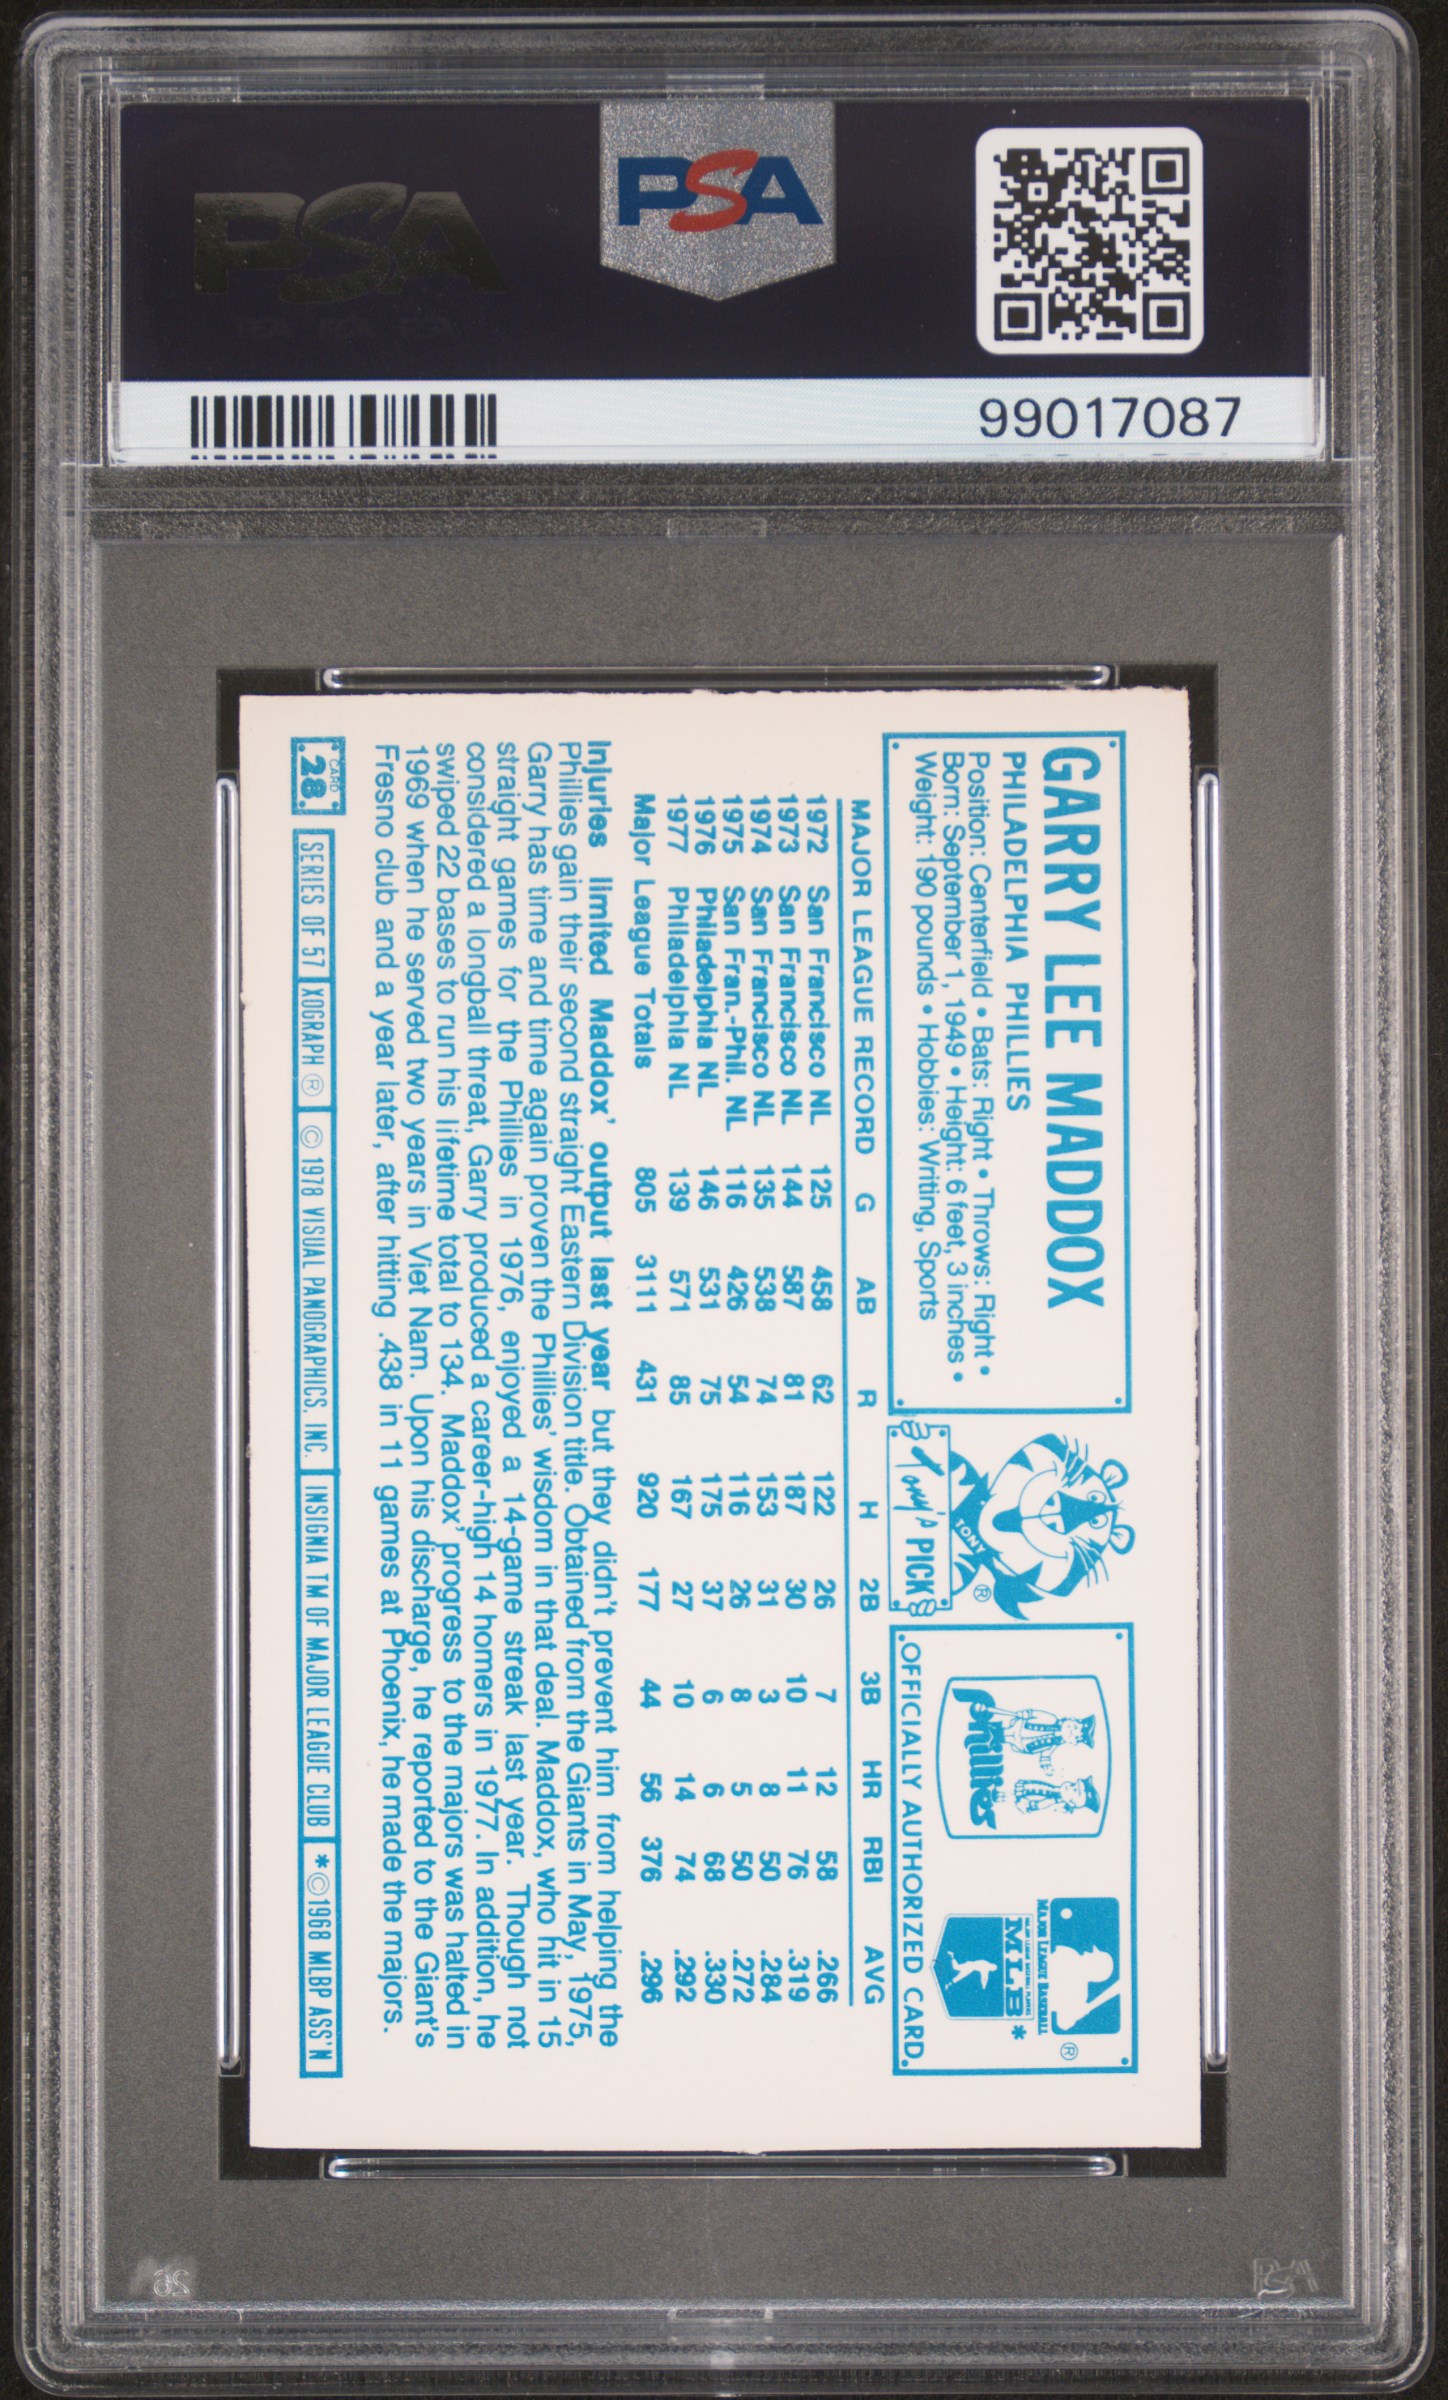 PSA
PSA
99017087
GARRY LEE MADDOX
PHILADELPHIA PHILLIES
Position: Centerfield • Bats: Right • Throws: Right •
Born: September 1, 1949 • Height: 6 feet, 3 inches •
Weight: 190 pounds • Hobbies: Writing, Sports
TONY
®
Tony's PICK
Phillies
MAJOR LEAGUE BASEBALL
®
MLB
*
OFFICIALLY AUTHORIZED CARD.
MAJOR LEAGUE RECORD G AB R H 2B 3B HR RBI AVG
1972 San Francisco NL 125 458 62 122 26 7 12 58 .266
1973 San Francisco NL 144 587 81 187 30 10 11 76 .319
1974 San Francisco NL 135 538 74 153 31 3 8 50 .284
1975 San Fran.-Phil. NL 116 426 54 116 26 8 5 50 .272
1976 Philadelphia NL 146 531 75 175 37 6 6 68 .330
1977 Philadelphia NL 139 571 85 167 27 10 14 74 .292
Major League Totals 805 3111 431 920 177 44 56 376 .296
Injuries limited Maddox' output last year but they didn't prevent him from helping the
Phillies gain their second straight Eastern Division title. Obtained from the Giants in May, 1975,
Garry has time and time again proven the Phillies' wisdom in that deal. Maddox, who hit in 15
straight games for the Phillies in 1976, enjoyed a 14-game streak last year. Though not
considered a longball threat, Garry produced a career-high 14 homers in 1977. In addition, he
swiped 22 bases to run his lifetime total to 134. Maddox' progress to the majors was halted in
1969 when he served two years in Viet Nam. Upon his discharge, he reported to the Giant's
Fresno club and a year later, after hitting .438 in 11 games at Phoenix, he made the majors.
CARD
28
SERIES OF 57 XOGRAPH ® © 1978 VISUAL PANOGRAPHICS, INC. INSIGNIA TM OF MAJOR LEAGUE CLUB *©1968 MLBP ASS'N
PSA